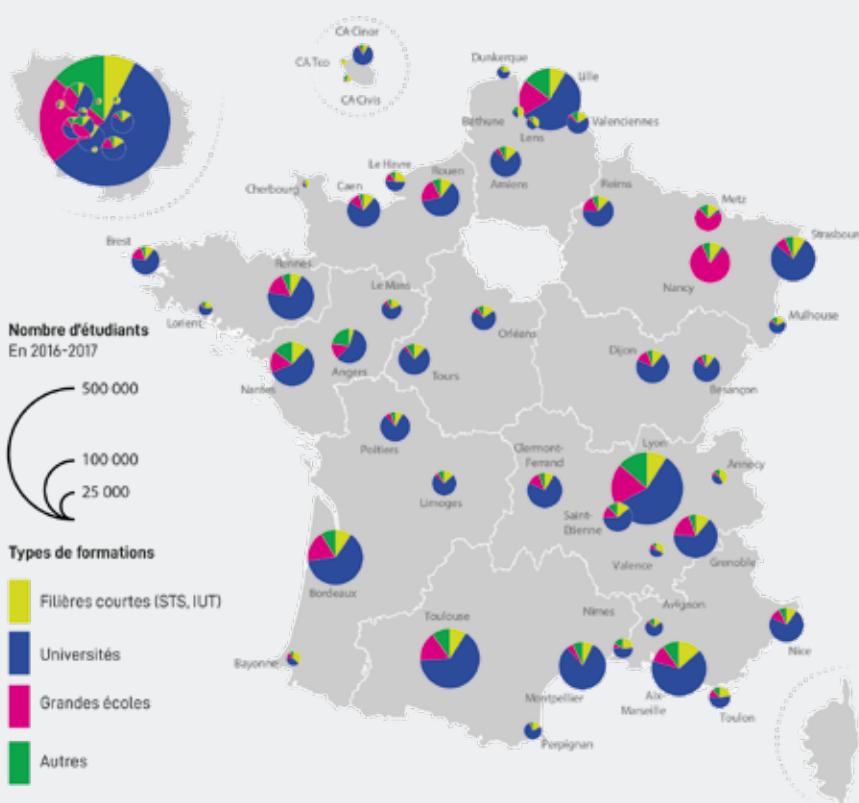 CA Cinor
CA Tco
CA Civis
Dunkerque
Lille
Béthune
Lens
Valenciennes
Le Havre
Rouen
Amiens
Cherbourg
Caen
Reims
Metz
Strasbour
Nancy
Brest
Rennes
Le Mans
Lorient
Orléans
Mulhouse
Nombre d'étudiants
En 2016-2017
500 000
100 000
25 000
Nantes
Angers
Tours
Dijon
Besançon
Poitiers
Limoges
Clermont-
Ferrand
Lyon
Annecy
Saint-
Étienne
Valence
Grenoble
Types de formations
Filières courtes (STS, IUT)
Universités
Grandes écoles
Autres
Bordeaux
Toulouse
Nîmes
Avignon
Bayonne
Montpellier
Aix-
Marseille
Nice
Toulon
Perpignan